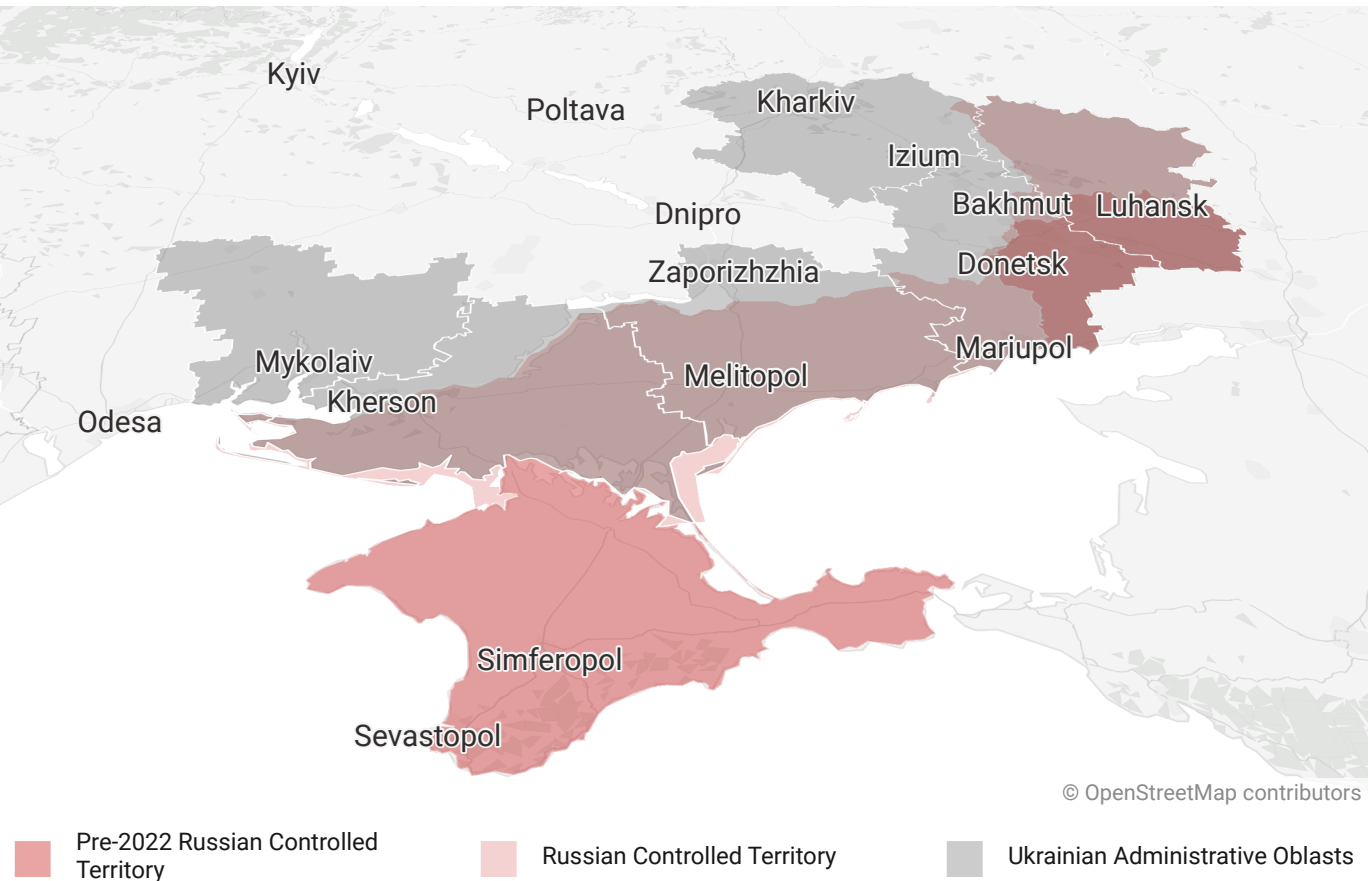 Kyiv
Poltava
Kharkiv
Izium
Dnipro
Bakhmut
Luhansk
Zaporizhzhia
Donetsk
Mykolaiv
Mariupol
Melitopol
Kherson
Odesa
Simferopol
Sevastopol
© OpenStreetMap contributors
Pre-2022 Russian Controlled
Territory
Russian Controlled Territory
Ukrainian Administrative Oblasts